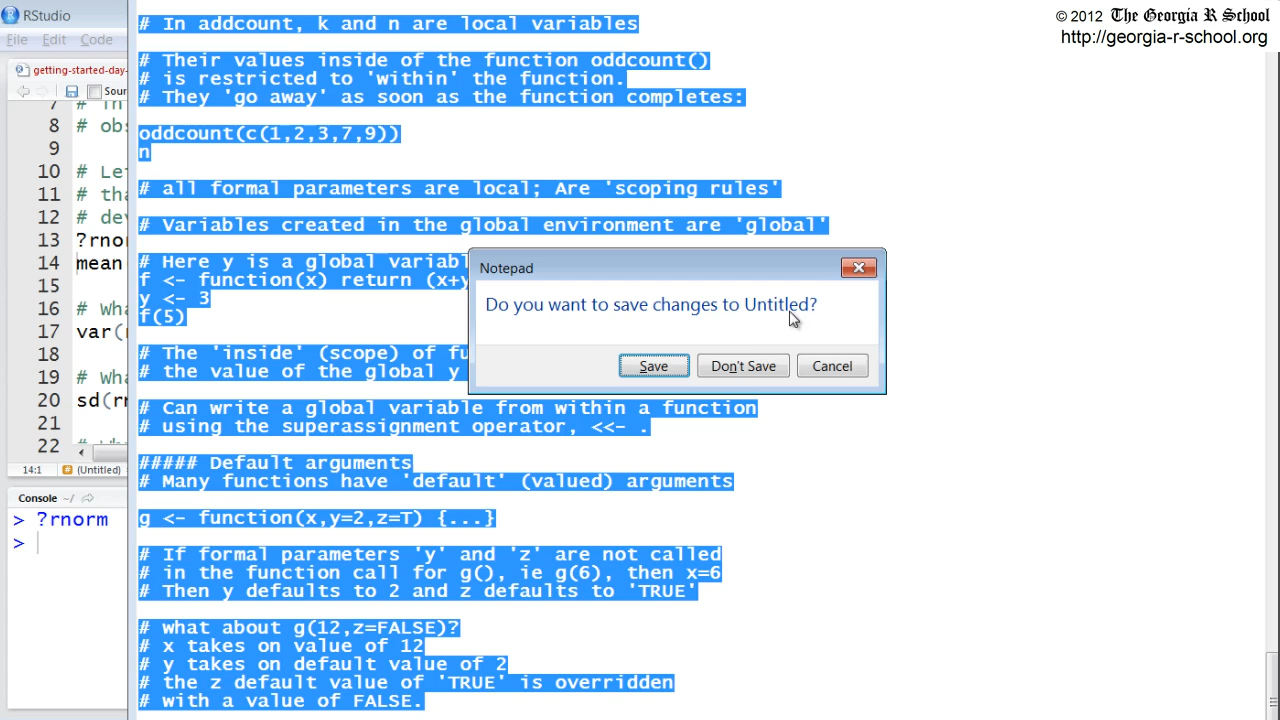 RStudio
File Edit Code
getting-started-day-
Sour
8 # obs
9
10 # Let
11 # tha
12 # dev
13 ?rnor
14 mean
15
16 # Wha
17 var(r
18
19 # Wha
20 sd(rn
21
22
14:1 # (Untitled)
Console ~/
> ?rnorm
>
# In addcount, k and n are local variables
# Their values inside of the function oddcount()
# is restricted to 'within' the function.
# They 'go away' as soon as the function completes:
oddcount(c(1,2,3,7,9))
n
# all formal parameters are local; Are 'scoping rules'
# Variables created in the global environment are 'global'
# Here y is a global variabl
f <- function(x) return (x+y
y <- 3
f(5)
# The 'inside' (scope) of fu
# the value of the global y
# Can write a global variable from within a function
# using the superassignment operator, <<- .
##### Default arguments
# Many functions have 'default' (valued) arguments
g <- function(x,y=2,z=T) {...}
# If formal parameters 'y' and 'z' are not called
# in the function call for g(), ie g(6), then x=6
# Then y defaults to 2 and z defaults to 'TRUE'
# what about g(12,z=FALSE)?
# x takes on value of 12
# y takes on default value of 2
# the z default value of 'TRUE' is overridden
# with a value of FALSE.
Notepad
Do you want to save changes to Untitled?
Save Don't Save Cancel
© 2012 The Georgia R School
http://georgia-r-school.org